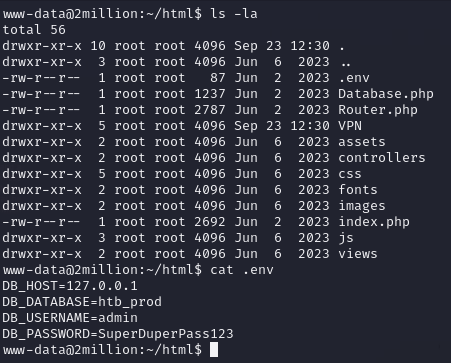 www-data@2million:~/html$ ls -la
total 56
drwxr-xr-x 10 root root 4096 Sep 23 12:30 .
drwxr-xr-x  3 root root 4096 Jun  6  2023 ..
-rw-r--r--  1 root root   87 Jun  2  2023 .env
-rw-r--r--  1 root root 1237 Jun  2  2023 Database.php
-rw-r--r--  1 root root 2787 Jun  2  2023 Router.php
drwxr-xr-x  5 root root 4096 Sep 23 12:30 VPN
drwxr-xr-x  2 root root 4096 Jun  6  2023 assets
drwxr-xr-x  2 root root 4096 Jun  6  2023 controllers
drwxr-xr-x  5 root root 4096 Jun  6  2023 css
drwxr-xr-x  2 root root 4096 Jun  6  2023 fonts
drwxr-xr-x  2 root root 4096 Jun  6  2023 images
-rw-r--r--  1 root root 2692 Jun  2  2023 index.php
drwxr-xr-x  3 root root 4096 Jun  6  2023 js
drwxr-xr-x  2 root root 4096 Jun  6  2023 views
www-data@2million:~/html$ cat .env
DB_HOST=127.0.0.1
DB_DATABASE=htb_prod
DB_USERNAME=admin
DB_PASSWORD=SuperDuperPass123
www-data@2million:~/html$